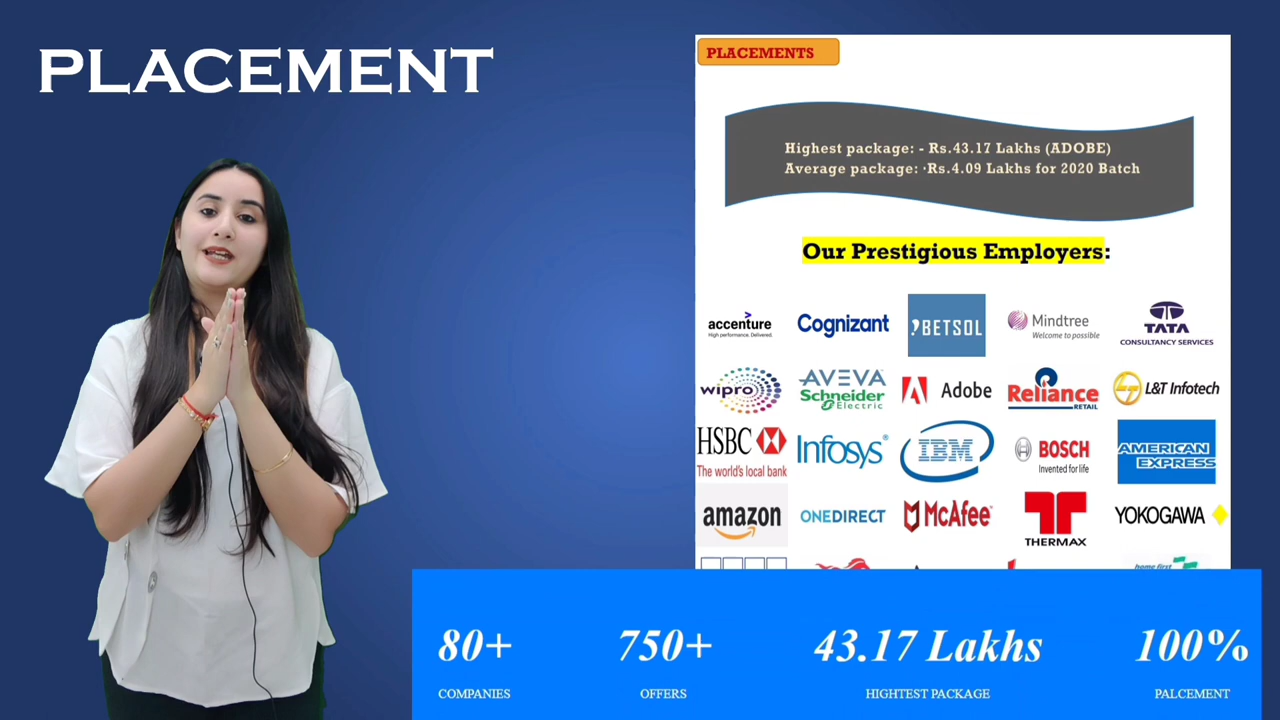 PLACEMENT
PLACEMENTS
Highest package: - Rs.43.17 Lakhs (ADOBE)
Average package: ·Rs.4.09 Lakhs for 2020 Batch
Our Prestigious Employers:
accenture
High performance. Delivered.
Cognizant
BETSOL
Mindtree
Welcome to possible
TATA
CONSULTANCY SERVICES
wipro
AVEVA
Schneider
Electric
Adobe
Reliance
RETAIL
L&T Infotech
HSBC
The world's local bank
Infosys®
IBM
BOSCH
Invented for life
AMERICAN
EXPRESS
amazon
ONEDIRECT
McAfee
THERMAX
YOKOGAWA
home first
80+ 750+ 43.17 Lakhs 100%
COMPANIES OFFERS HIGHTEST PACKAGE PALCEMENT